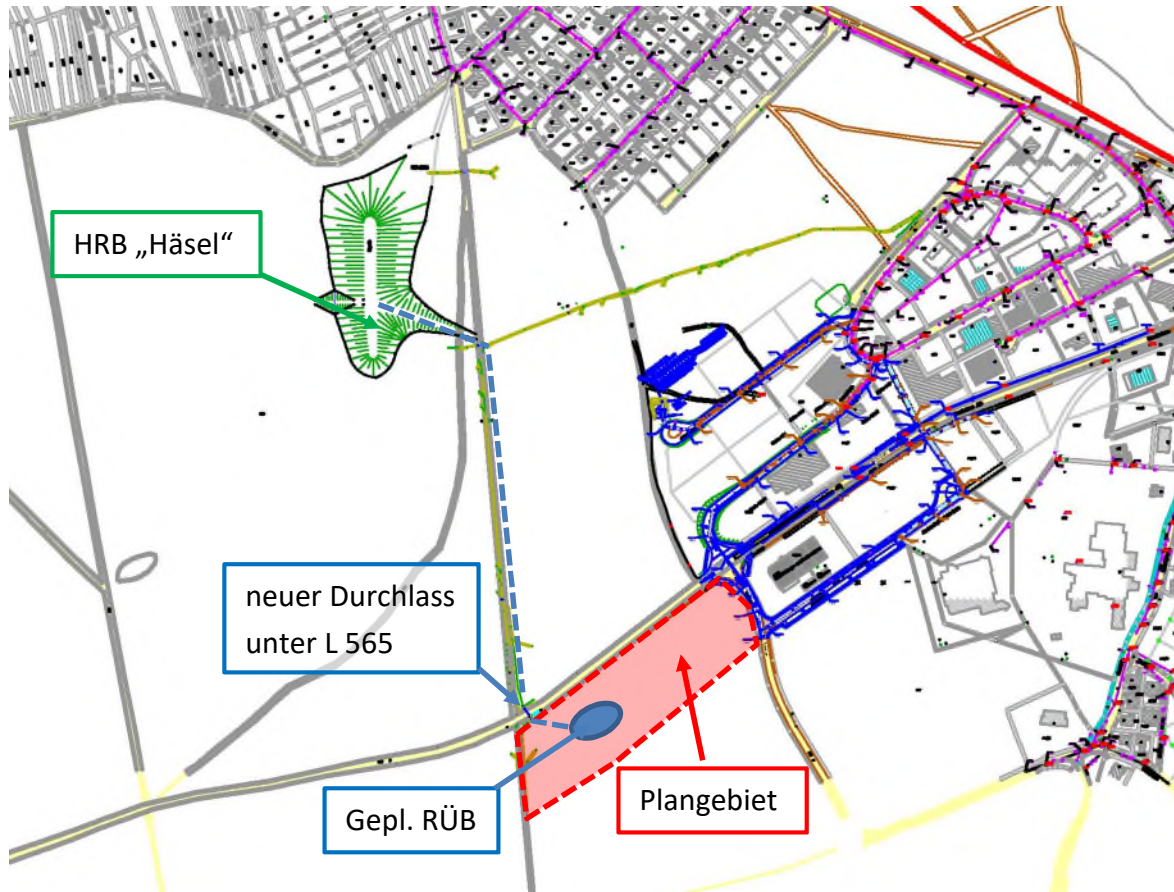 HRB „Häsel“
neuer Durchlass
unter L 565
Gepl. RÜB
Plangebiet